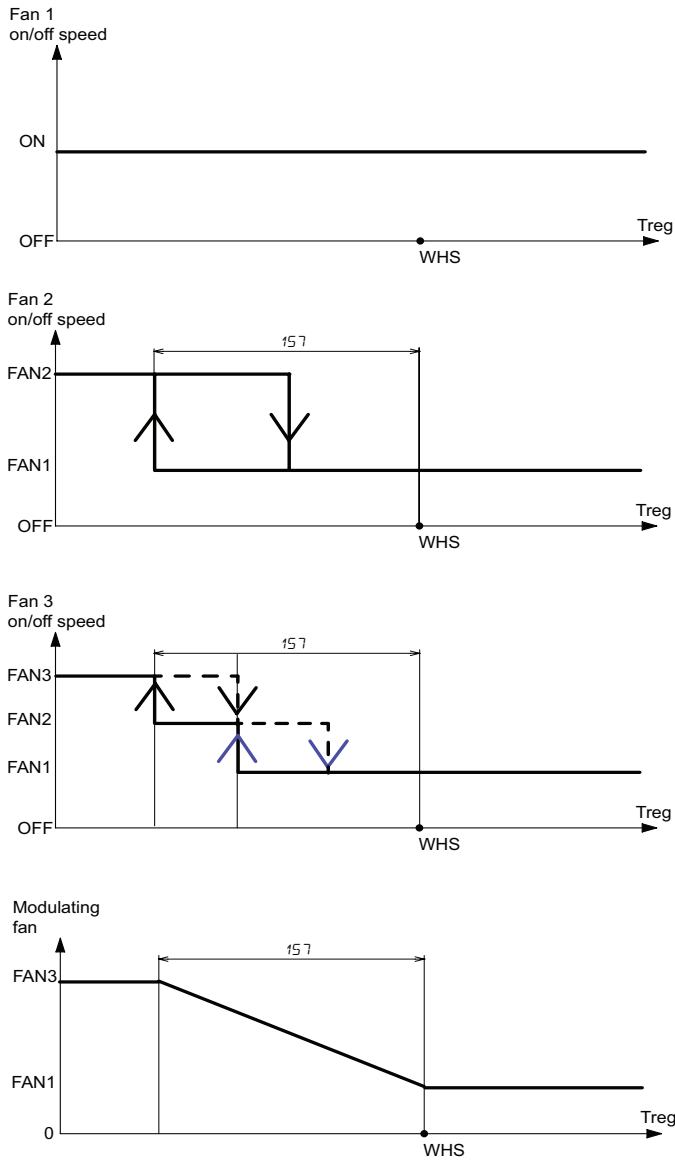 Fan 1
on/off speed
ON
OFF
Treg
WHS
Fan 2
on/off speed
157
FAN2
FAN1
OFF
Treg
WHS
Fan 3
on/off speed
157
FAN3
FAN2
FAN1
OFF
Treg
WHS
Modulating
fan
157
FAN3
FAN1
0
Treg
WHS